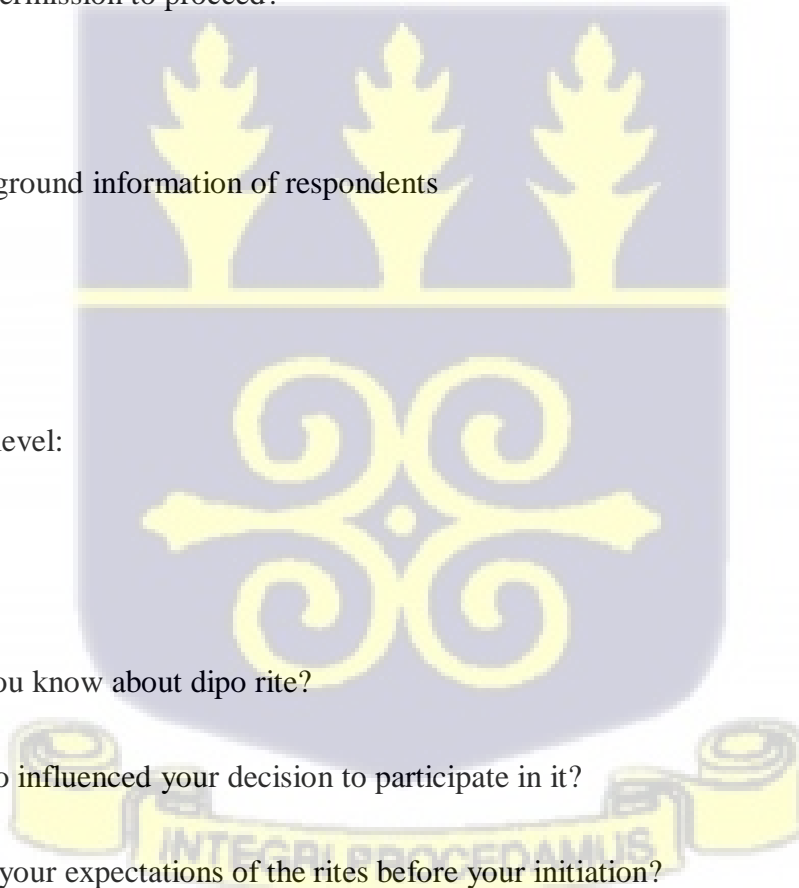 ermission to proceed?
ground information of respondents
evel:
ou know about dipo rite?
o influenced your decision to participate in it?
INTEGRI PROCEDAMUS
your expectations of the rites before your initiation?